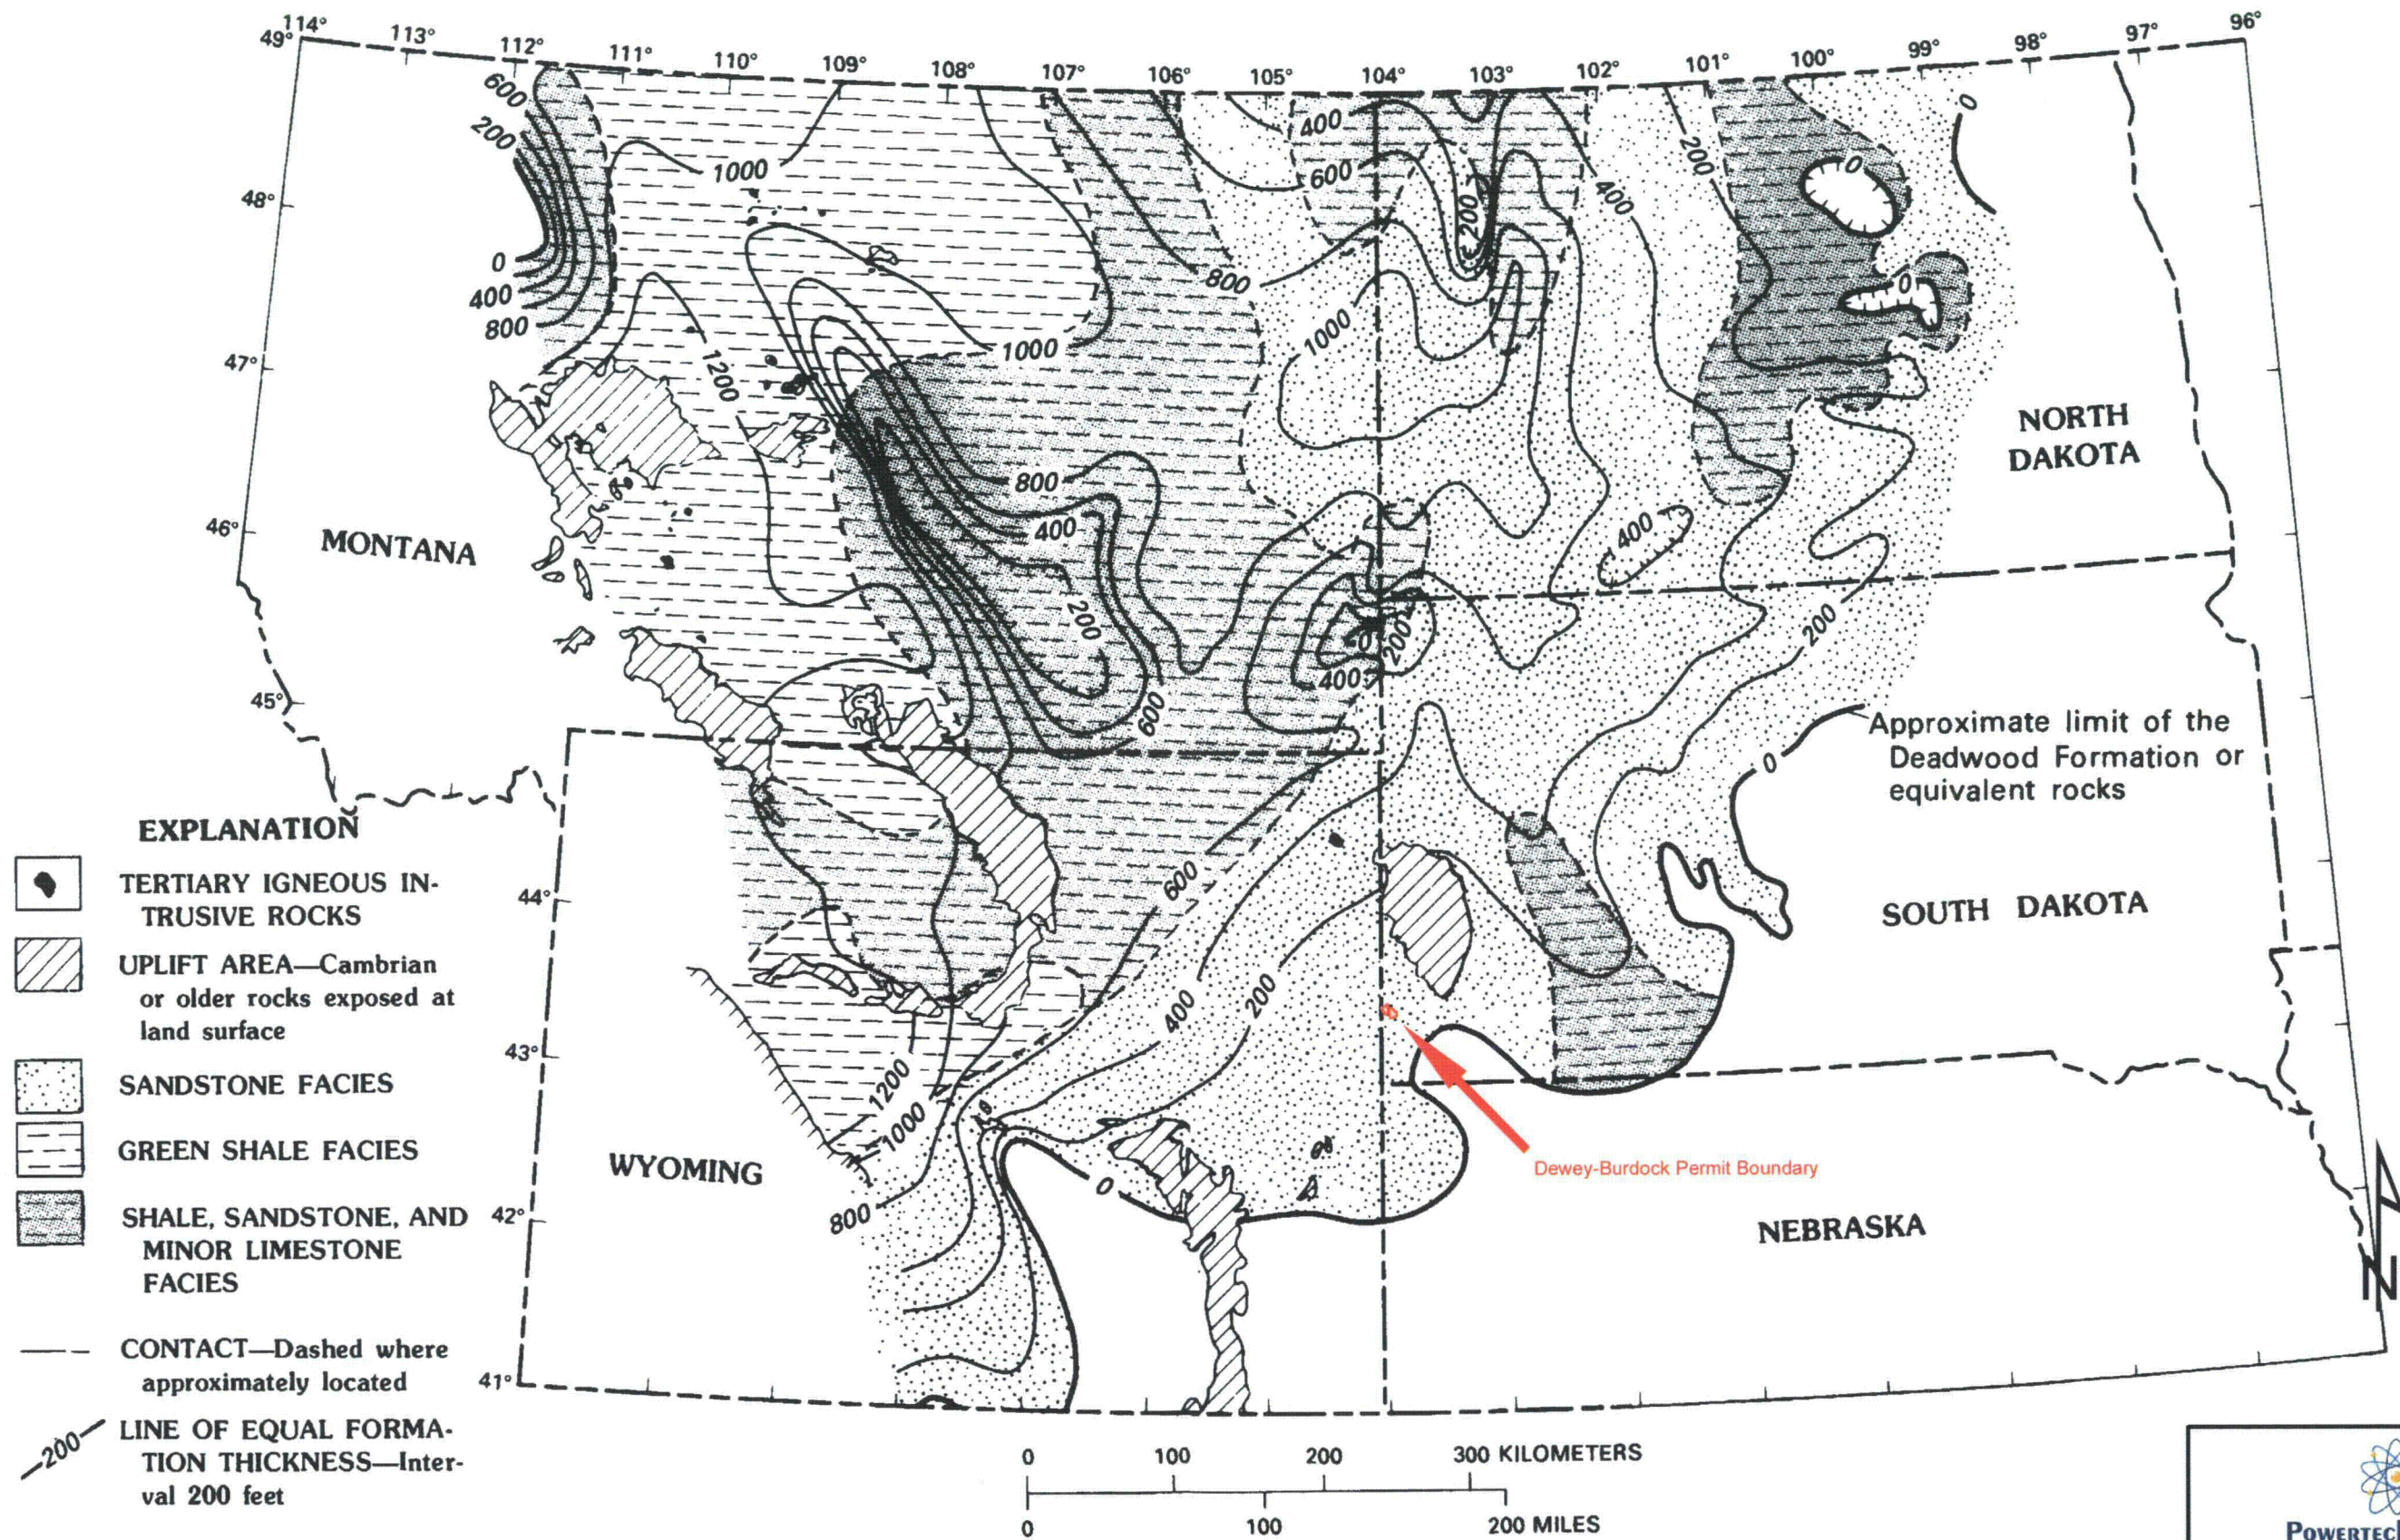 114° 113° 112° 111° 110° 109° 108° 107° 106° 105° 104° 103° 102° 101° 100° 99° 98° 97° 96°
49°
48°
47°
46°
45°
44°
43°
42°
41°
600
200
0
400
800
1000
1200
1000
800
400
200
600
400
600
800
1000
200
400
200
0
0
0
400
200
0
200
400
600
400
200
0
1200
1000
800
0
MONTANA
NORTH
DAKOTA
SOUTH DAKOTA
WYOMING
NEBRASKA
Approximate limit of the
Deadwood Formation or
equivalent rocks
Dewey-Burdock Permit Boundary
EXPLANATION
TERTIARY IGNEOUS IN-
TRUSIVE ROCKS
UPLIFT AREA—Cambrian
or older rocks exposed at
land surface
SANDSTONE FACIES
GREEN SHALE FACIES
SHALE, SANDSTONE, AND
MINOR LIMESTONE
FACIES
CONTACT—Dashed where
approximately located
200
LINE OF EQUAL FORMA-
TION THICKNESS—Inter-
val 200 feet
0 100 200 300 KILOMETERS
0 100 200 MILES
N
POWERTECH